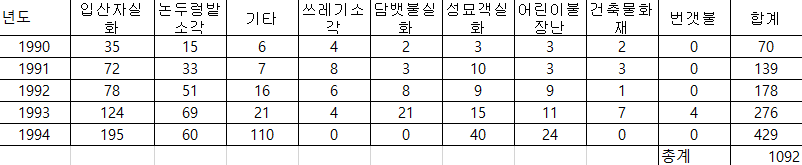 년도 입산자실화 논두렁밭소각 기타 쓰레기소각 담뱃불실화 성묘객실화 어린이불장난 건축물화재 번갯불 합계
1990 35 15 6 4 2 3 3 2 0 70
1991 72 33 7 8 3 10 3 3 0 139
1992 78 51 16 6 8 9 9 1 0 178
1993 124 69 21 4 21 15 11 7 4 276
1994 195 60 110 0 0 40 24 0 0 429
총계 1092